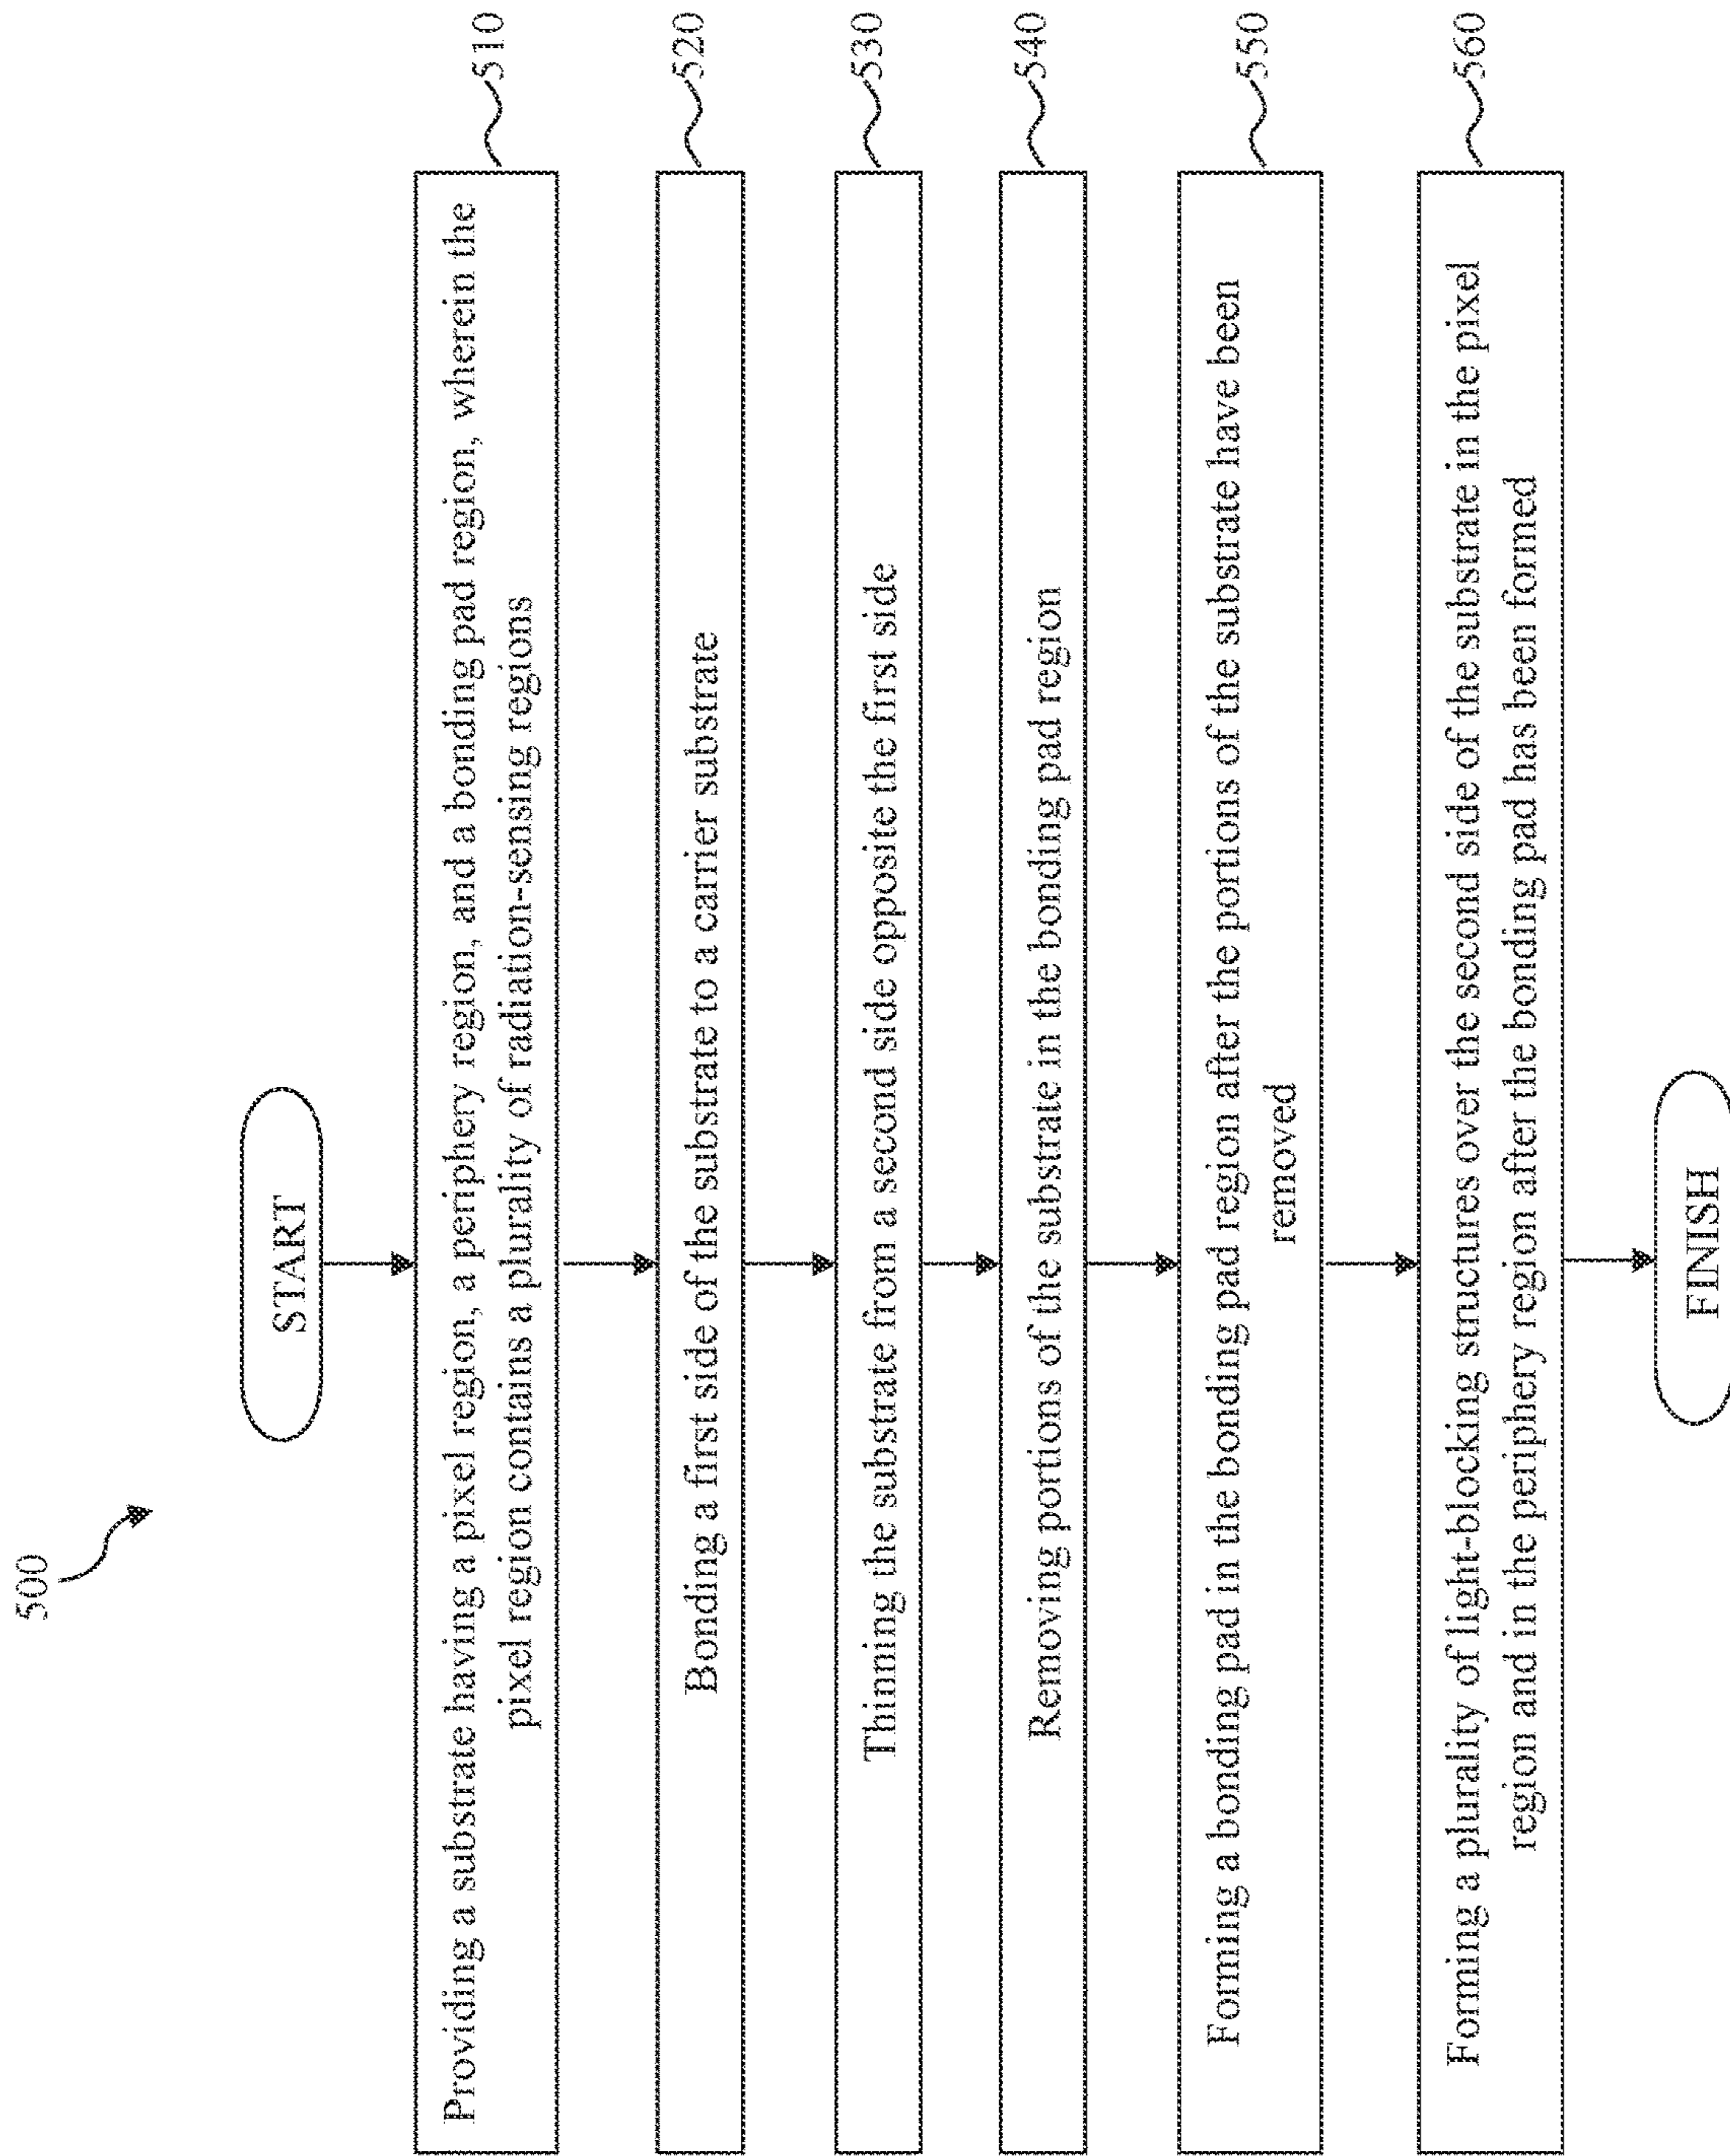 500
START
Providing a substrate having a pixel region, a periphery region, and a bonding pad region, wherein the
pixel region contains a plurality of radiation-sensing regions
510
Bonding a first side of the substrate to a carrier substrate
520
Thinning the substrate from a second side opposite the first side
530
Removing portions of the substrate in the bonding pad region
540
Forming a bonding pad in the bonding pad region after the portions of the substrate have been
removed
550
Forming a plurality of light-blocking structures over the second side of the substrate in the pixel
region and in the periphery region after the bonding pad has been formed
560
FINISH